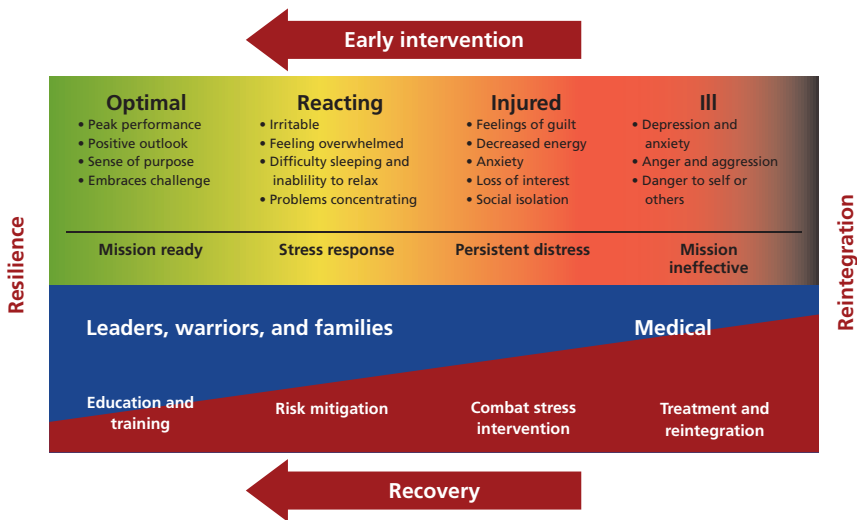 Early intervention
Optimal
• Peak performance
• Positive outlook
• Sense of purpose
• Embraces challenge
Mission ready
Reacting
• Irritable
• Feeling overwhelmed
• Difficulty sleeping and
inability to relax
• Problems concentrating
Stress response
Injured
• Feelings of guilt
• Decreased energy
• Anxiety
• Loss of interest
• Social isolation
Persistent distress
Ill
• Depression and
anxiety
• Anger and aggression
• Danger to self or
others
Mission
ineffective
Resilience
Reintegration
Leaders, warriors, and families
Medical
Education and
training
Risk mitigation
Combat stress
intervention
Treatment and
reintegration
Recovery